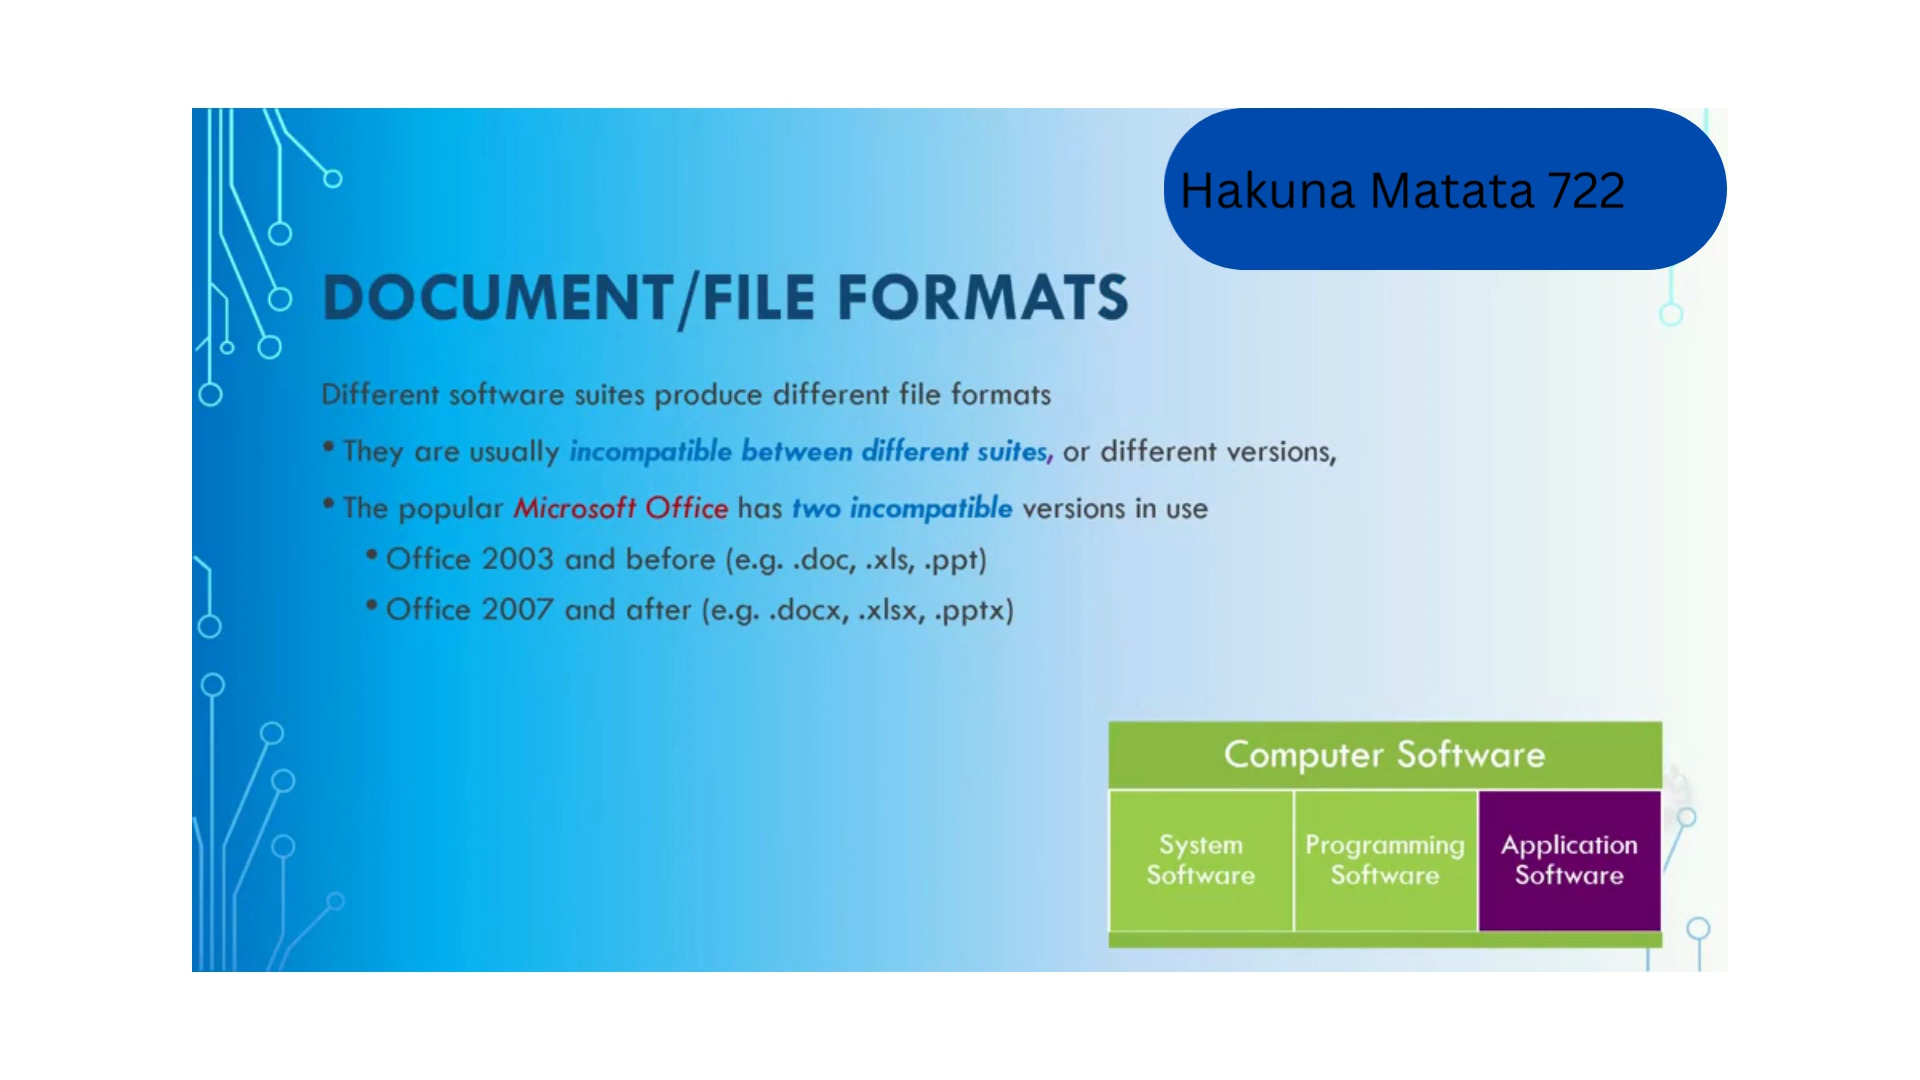 Hakuna Matata 722
DOCUMENT/FILE FORMATS
Different software suites produce different file formats
• They are usually incompatible between different suites, or different versions,
• The popular Microsoft Office has two incompatible versions in use
• Office 2003 and before (e.g. .doc, .xls, .ppt)
• Office 2007 and after (e.g. .docx, .xlsx, .pptx)
Computer Software
System
Software
Programming
Software
Application
Software